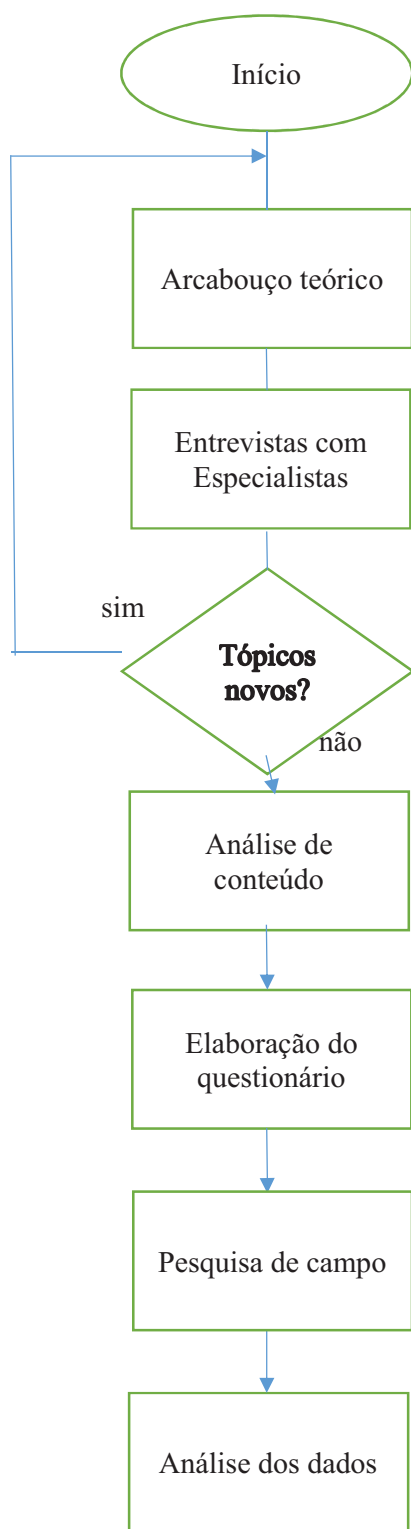 Início
Arcabouço teórico
Entrevistas com
Especialistas
sim
Tópicos
novos?
não
Análise de
conteúdo
Elaboração do
questionário
Pesquisa de campo
Análise dos dados